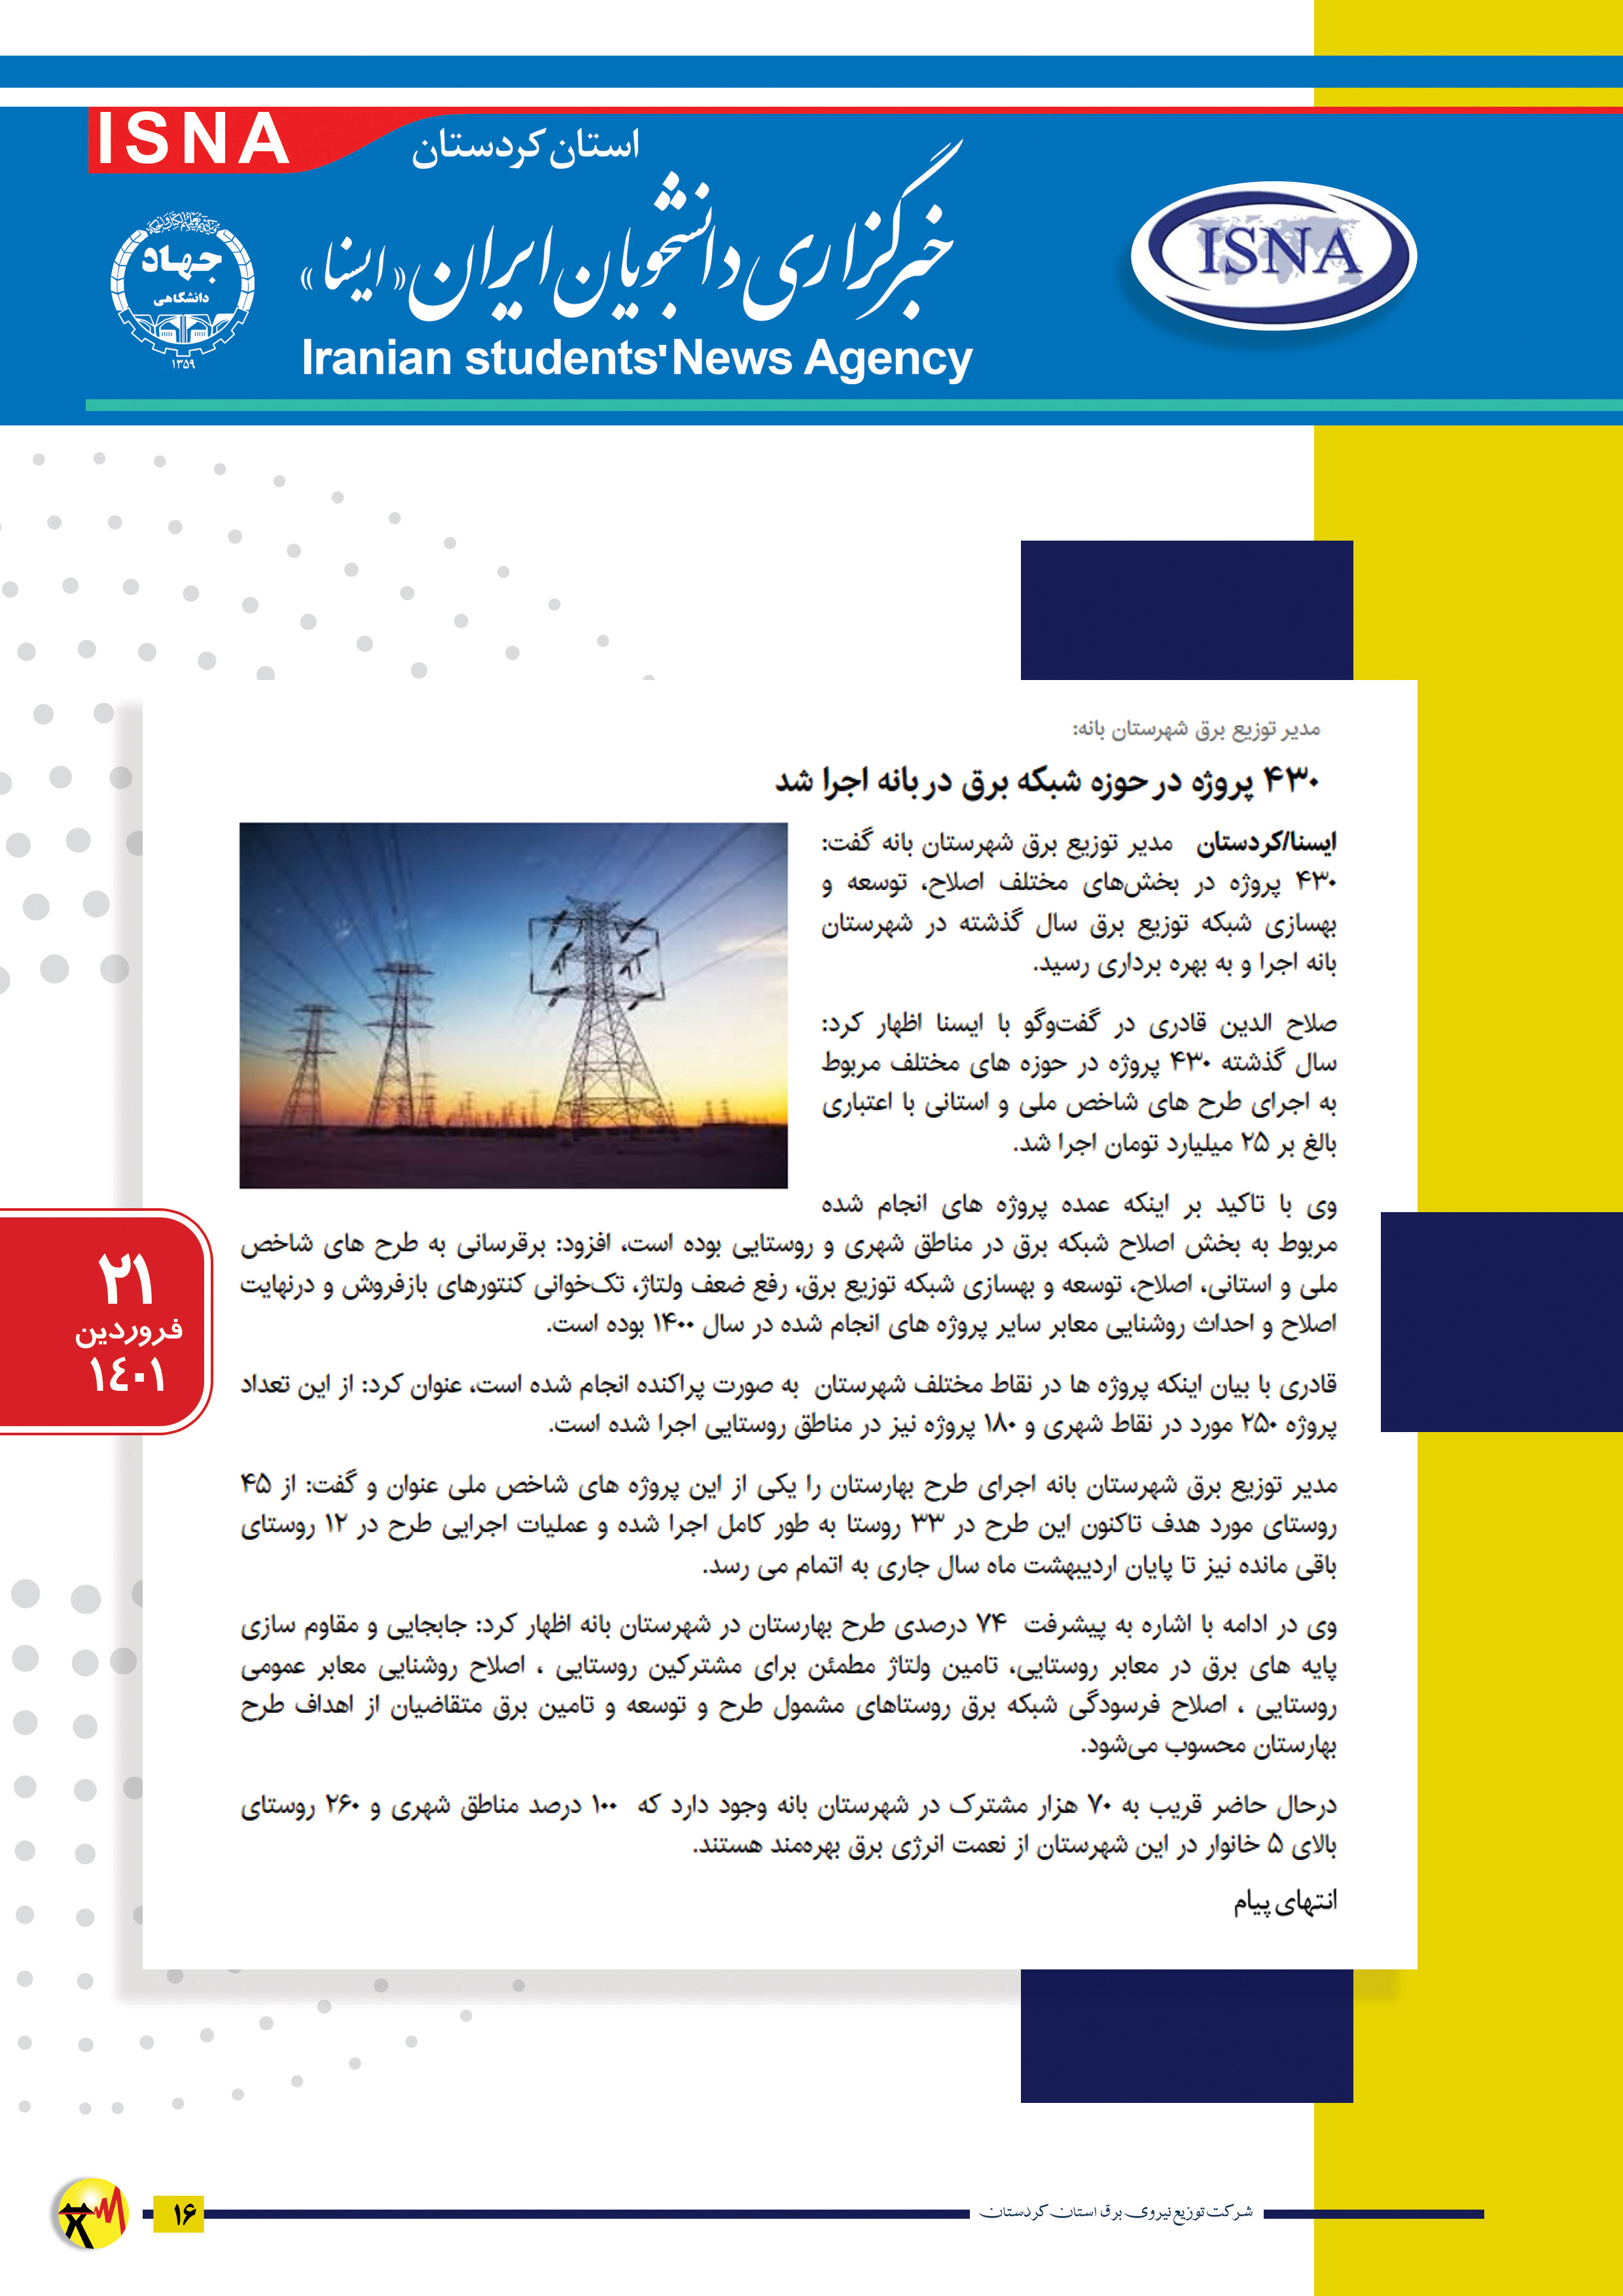 ISNA
استان کردستان
خبرگزاری دانشجویان ایران «ایسنا»
Iranian students' News Agency
ISNA
جهاد
دانشگاهی
۱۳۵۹
مدیر توزیع برق شهرستان بانه:
۴۳۰ پروژه در حوزه شبکه برق در بانه اجرا شد
ایسنا/کردستان مدیر توزیع برق شهرستان بانه گفت:
۴۳۰ پروژه در بخش‌های مختلف اصلاح، توسعه و
بهسازی شبکه توزیع برق سال گذشته در شهرستان
بانه اجرا و به بهره برداری رسید.
صلاح الدین قادری در گفت‌وگو با ایسنا اظهار کرد:
سال گذشته ۴۳۰ پروژه در حوزه های مختلف مربوط
به اجرای طرح های شاخص ملی و استانی با اعتباری
بالغ بر ۲۵ میلیارد تومان اجرا شد.
وی با تاکید بر اینکه عمده پروژه های انجام شده
مربوط به بخش اصلاح شبکه برق در مناطق شهری و روستایی بوده است، افزود: برقرسانی به طرح های شاخص
ملی و استانی، اصلاح، توسعه و بهسازی شبکه توزیع برق، رفع ضعف ولتاژ، تک‌خوانی کنتورهای بازفروش و درنهایت
اصلاح و احداث روشنایی معابر سایر پروژه های انجام شده در سال ۱۴۰۰ بوده است.
قادری با بیان اینکه پروژه ها در نقاط مختلف شهرستان به صورت پراکنده انجام شده است، عنوان کرد: از این تعداد
پروژه ۲۵۰ مورد در نقاط شهری و ۱۸۰ پروژه نیز در مناطق روستایی اجرا شده است.
مدیر توزیع برق شهرستان بانه اجرای طرح بهارستان را یکی از این پروژه های شاخص ملی عنوان و گفت: از ۴۵
روستای مورد هدف تاکنون این طرح در ۳۳ روستا به طور کامل اجرا شده و عملیات اجرایی طرح در ۱۲ روستای
باقی مانده نیز تا پایان اردیبهشت ماه سال جاری به اتمام می رسد.
وی در ادامه با اشاره به پیشرفت ۷۴ درصدی طرح بهارستان در شهرستان بانه اظهار کرد: جابجایی و مقاوم سازی
پایه های برق در معابر روستایی، تامین ولتاژ مطمئن برای مشترکین روستایی ، اصلاح روشنایی معابر عمومی
روستایی ، اصلاح فرسودگی شبکه برق روستاهای مشمول طرح و توسعه و تامین برق متقاضیان از اهداف طرح
بهارستان محسوب می‌شود.
درحال حاضر قریب به ۷۰ هزار مشترک در شهرستان بانه وجود دارد که ۱۰۰ درصد مناطق شهری و ۲۶۰ روستای
بالای ۵ خانوار در این شهرستان از نعمت انرژی برق بهره‌مند هستند.
انتهای پیام
۲۱
فروردین
۱٤۰۱
شرکت توزیع نیروی برق استان کردستان
۱۶